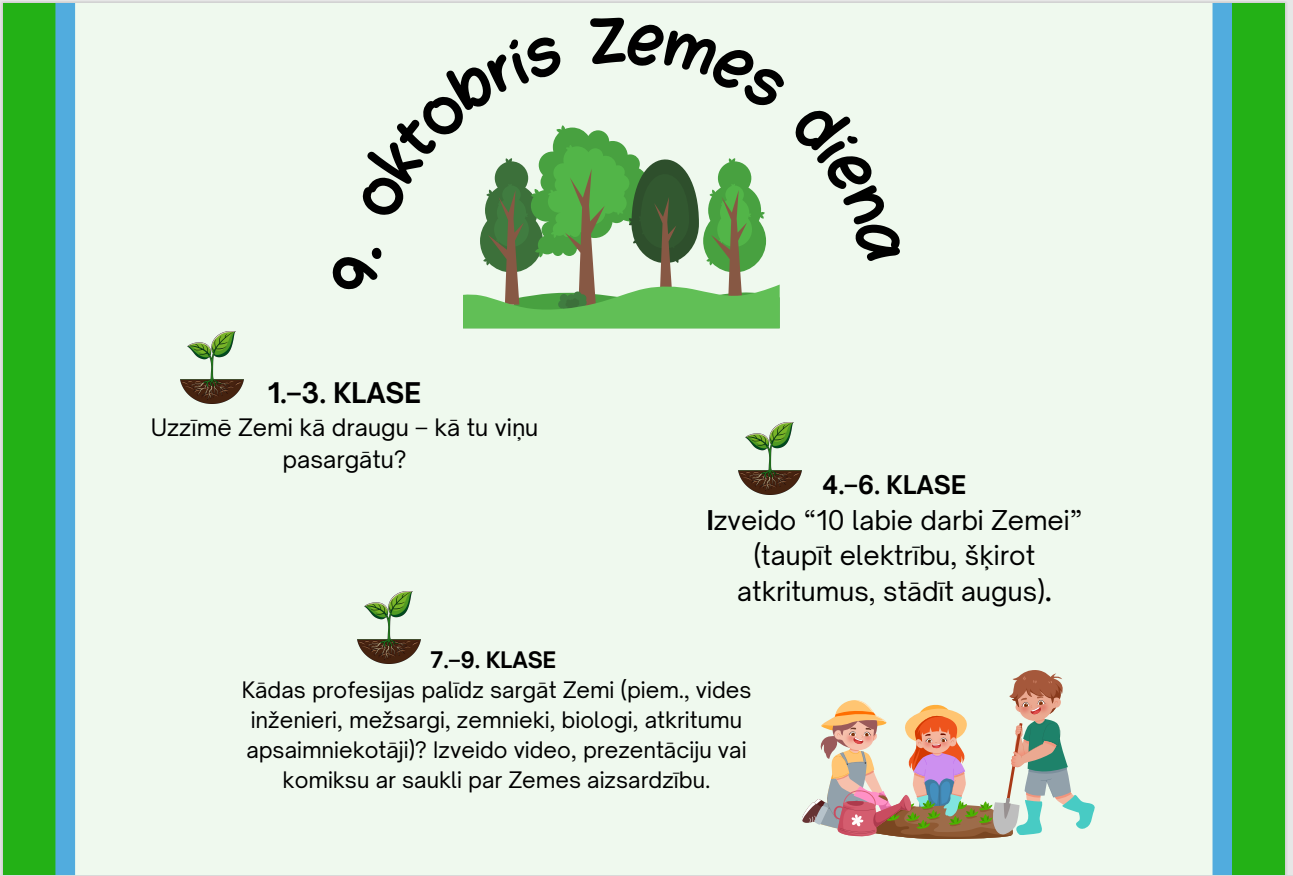 9. oktobris Zemes diena
1.–3. KLASE
Uzzīmē Zemi kā draugu – kā tu viņu
pasargātu?
4.–6. KLASE
Izveido “10 labie darbi Zemei”
(taupīt elektrību, šķirot
atkritumus, stādīt augus).
7.–9. KLASE
Kādas profesijas palīdz sargāt Zemi (piem., vides
inženieri, mežsargi, zemnieki, biologi, atkritumu
apsaimniekotāji)? Izveido video, prezentāciju vai
komiksu ar saukli par Zemes aizsardzību.